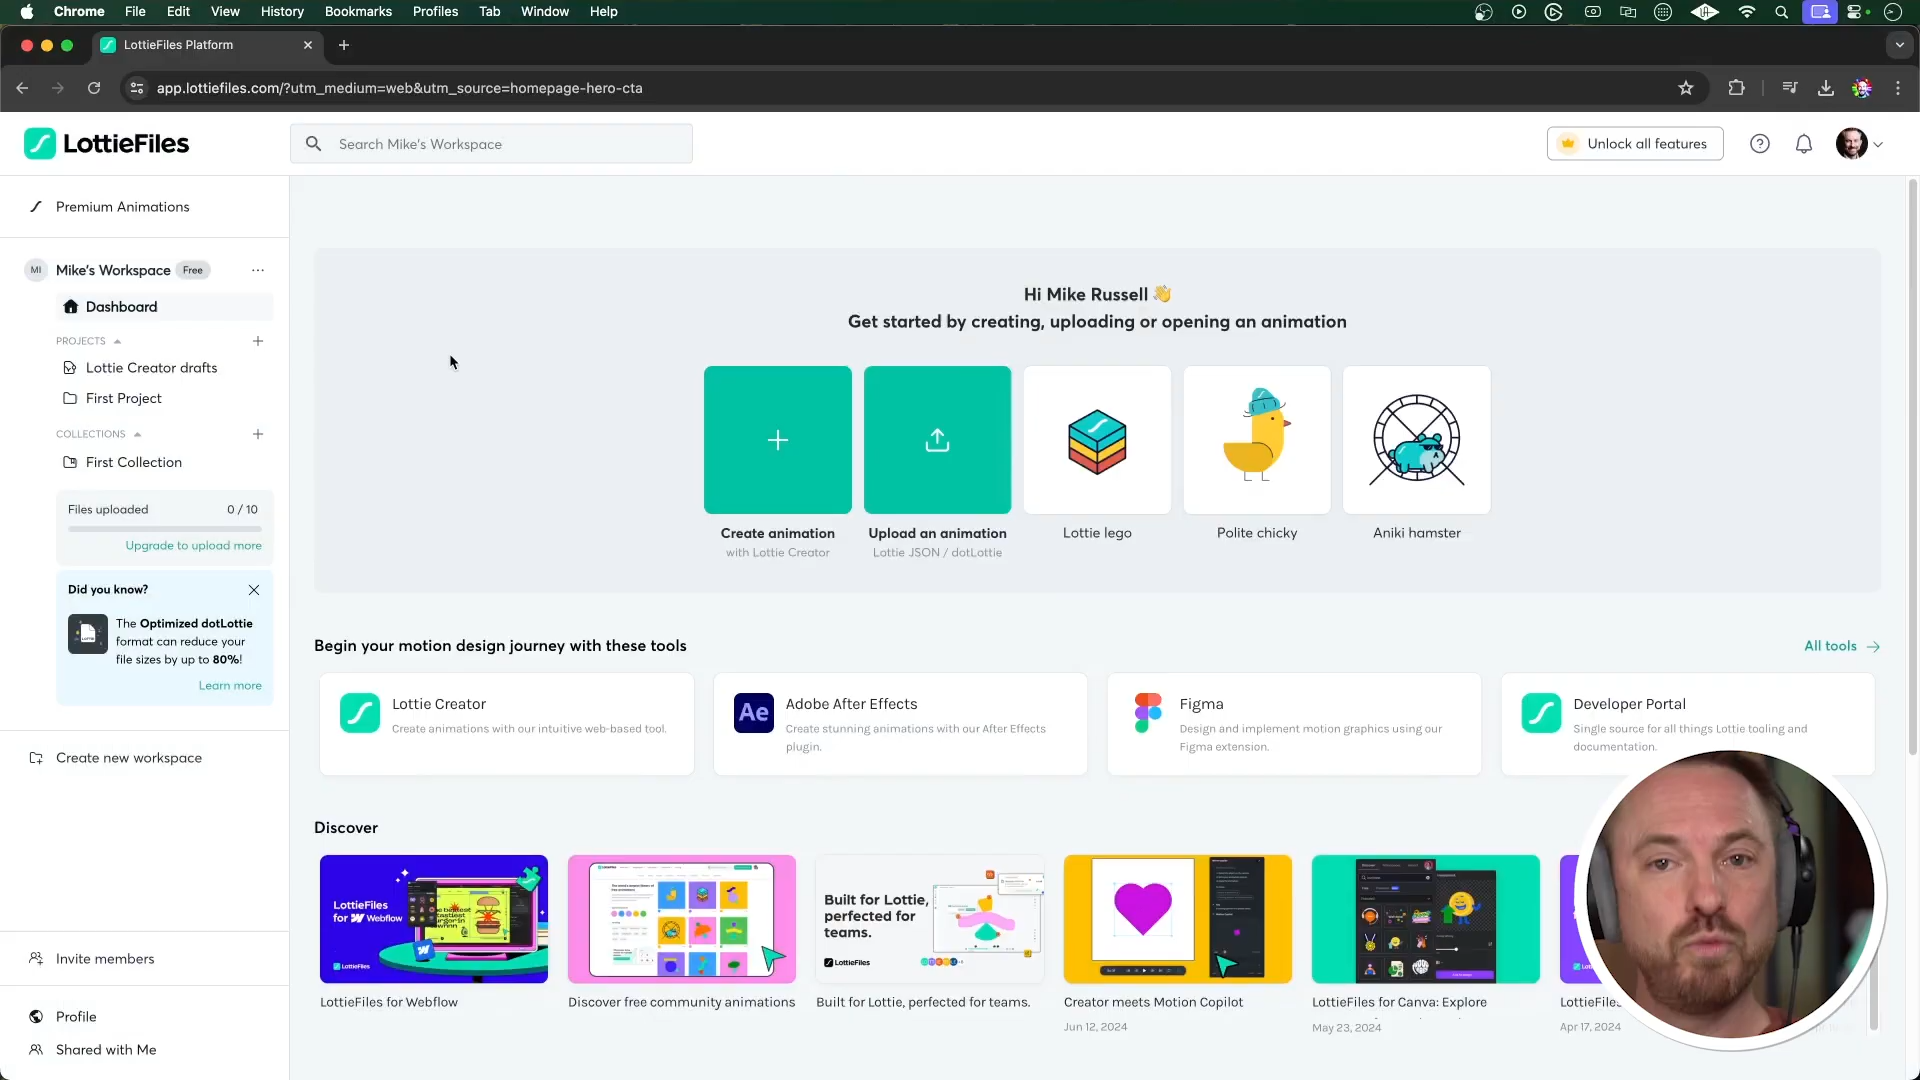 Chrome File Edit View History Bookmarks Profiles Tab Window Help
LottieFiles Platform
app.lottiefiles.com/?utm_medium=web&utm_source=homepage-hero-cta
LottieFiles
Search Mike's Workspace
Unlock all features
Premium Animations
MI Mike's Workspace Free
Dashboard
PROJECTS
Lottie Creator drafts
First Project
COLLECTIONS
First Collection
Files uploaded 0 / 10
Upgrade to upload more
Did you know?
The Optimized dotLottie
format can reduce your
file sizes by up to 80%!
Learn more
Create new workspace
Invite members
Profile
Shared with Me
Hi Mike Russell 👋
Get started by creating, uploading or opening an animation
Create animation
with Lottie Creator
Upload an animation
Lottie JSON / dotLottie
Lottie lego
Polite chicky
Aniki hamster
Begin your motion design journey with these tools
All tools
Lottie Creator
Create animations with our intuitive web-based tool.
Ae
Adobe After Effects
Create stunning animations with our After Effects
plugin.
Figma
Design and implement motion graphics using our
Figma extension.
Developer Portal
Single source for all things Lottie tooling and
documentation.
Discover
LottieFiles
for Webflow
LottieFiles
LottieFiles for Webflow
Discover free community animations
Built for Lottie,
perfected for
teams.
LottieFiles
Built for Lottie, perfected for teams.
Creator meets Motion Copilot
Jun 12, 2024
LottieFiles for Canva: Explore
May 23, 2024
LottieFiles
Apr 17, 2024